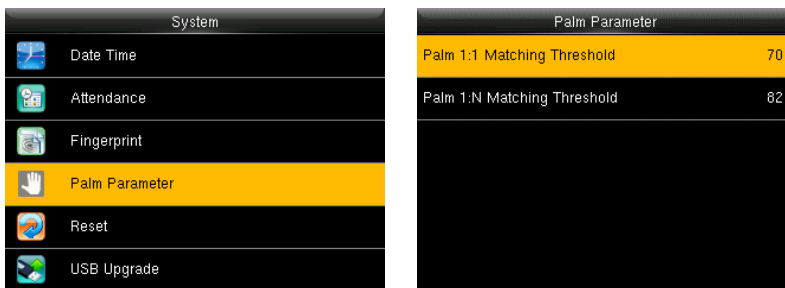 System
Date Time
Attendance
Fingerprint
Palm Parameter
Reset
USB Upgrade
Palm Parameter
Palm 1:1 Matching Threshold 70
Palm 1:N Matching Threshold 82